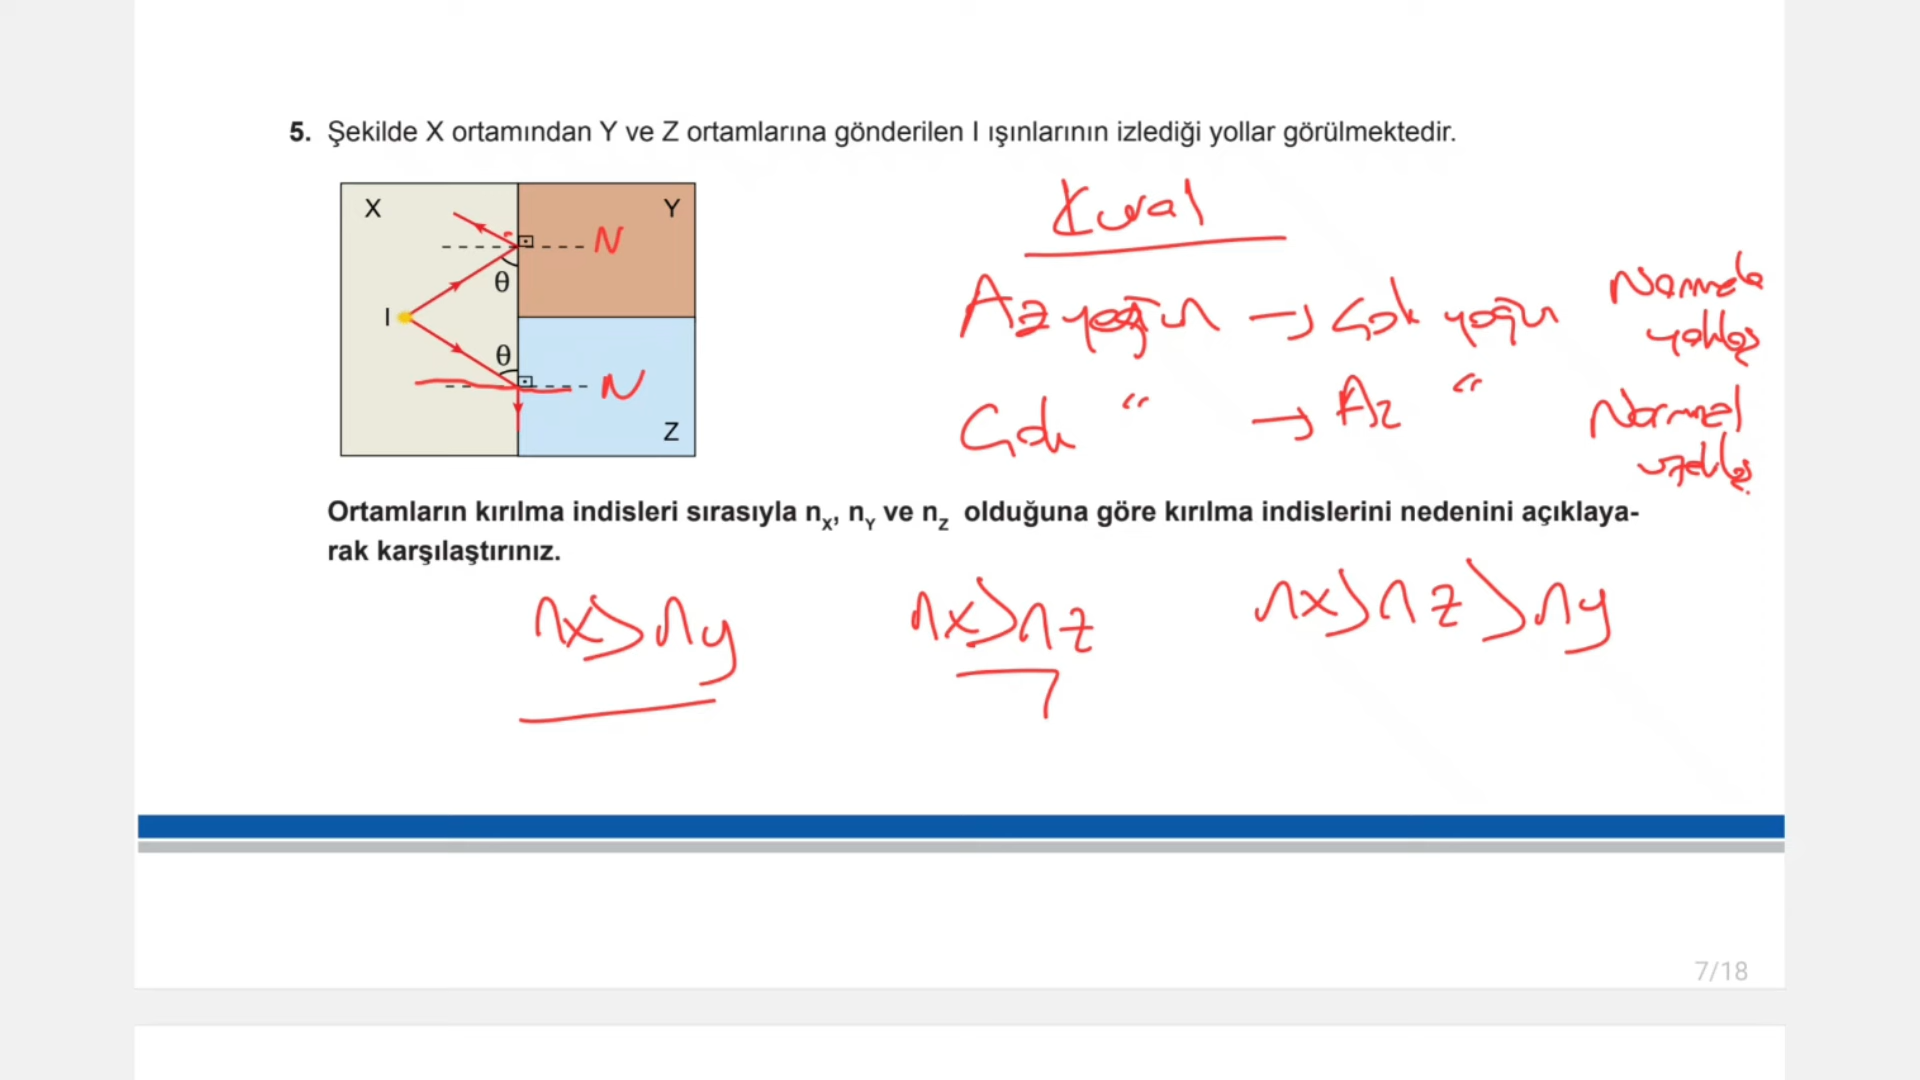 5. Şekilde X ortamından Y ve Z ortamlarına gönderilen I ışınlarının izlediği yollar görülmektedir.
X
Y
N
θ
I
θ
N
Z
Kural
Az yoğun → Çok yoğun Normale yaklaş
Çok " → Az " Normal uzaklaş.
Ortamların kırılma indisleri sırasıyla nX, nY ve nZ olduğuna göre kırılma indislerini nedenini açıklaya-
rak karşılaştırınız.
nx>ny nx>nz nx>nz>ny
7/18